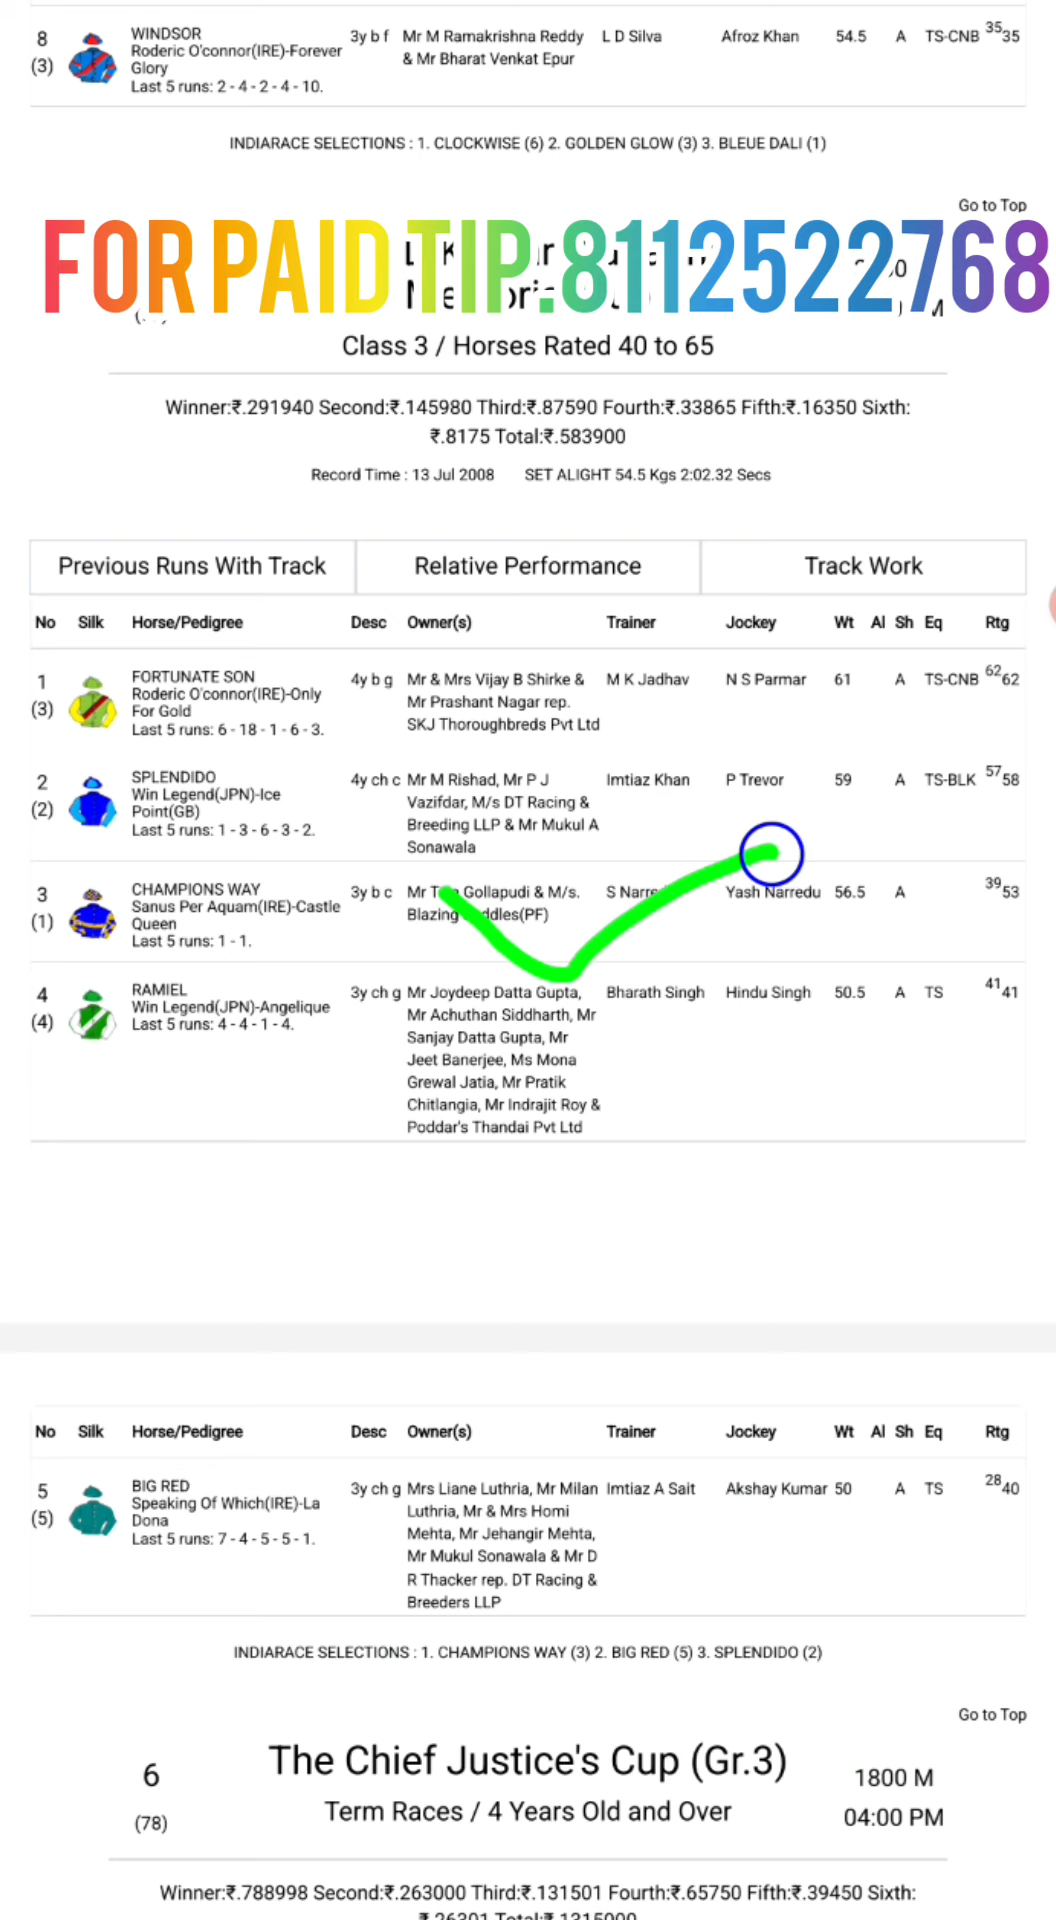 8 WINDSOR 3y b f Mr M Ramakrishna Reddy L D Silva Afroz Khan 54.5 A TS-CNB 35 35
(3) Roderic O'connor(IRE)-Forever & Mr Bharat Venkat Epur
Glory
Last 5 runs: 2 - 4 - 2 - 4 - 10.
INDIARACE SELECTIONS : 1. CLOCKWISE (6) 2. GOLDEN GLOW (3) 3. BLEUE DALI (1)
Go to Top
FOR PAID TIP.:8112522768
Class 3 / Horses Rated 40 to 65
Winner:₹.291940 Second:₹.145980 Third:₹.87590 Fourth:₹.33865 Fifth:₹.16350 Sixth:
₹.8175 Total:₹.583900
Record Time : 13 Jul 2008 SET ALIGHT 54.5 Kgs 2:02.32 Secs
Previous Runs With Track Relative Performance Track Work
No Silk Horse/Pedigree Desc Owner(s) Trainer Jockey Wt Al Sh Eq Rtg
1 FORTUNATE SON 4y b g Mr & Mrs Vijay B Shirke & M K Jadhav N S Parmar 61 A TS-CNB 62 62
(3) Roderic O'connor(IRE)-Only Mr Prashant Nagar rep.
For Gold SKJ Thoroughbreds Pvt Ltd
Last 5 runs: 6 - 18 - 1 - 6 - 3.
2 SPLENDIDO 4y ch c Mr M Rishad, Mr P J Imtiaz Khan P Trevor 59 A TS-BLK 57 58
(2) Win Legend(JPN)-Ice Vazifdar, M/s DT Racing &
Point(GB) Breeding LLP & Mr Mukul A
Last 5 runs: 1 - 3 - 6 - 3 - 2. Sonawala
3 CHAMPIONS WAY 3y b c Mr Gollapudi & M/s. S Narredu Yash Narredu 56.5 A 39 53
(1) Sanus Per Aquam(IRE)-Castle Blazing
Queen
Last 5 runs: 1 - 1.
4 RAMIEL 3y ch g Mr Joydeep Datta Gupta, Bharath Singh Hindu Singh 50.5 A TS 41 41
(4) Win Legend(JPN)-Angelique Mr Achuthan Siddharth, Mr
Last 5 runs: 4 - 4 - 1 - 4. Sanjay Datta Gupta, Mr
Jeet Banerjee, Ms Mona
Grewal Jatia, Mr Pratik
Chitlangia, Mr Indrajit Roy &
Poddar's Thandai Pvt Ltd
No Silk Horse/Pedigree Desc Owner(s) Trainer Jockey Wt Al Sh Eq Rtg
5 BIG RED 3y ch g Mrs Liane Luthria, Mr Milan Imtiaz A Sait Akshay Kumar 50 A TS 28 40
(5) Speaking Of Which(IRE)-La Luthria, Mr & Mrs Homi
Dona Mehta, Mr Jehangir Mehta,
Last 5 runs: 7 - 4 - 5 - 5 - 1. Mr Mukul Sonawala & Mr D
R Thacker rep. DT Racing &
Breeders LLP
INDIARACE SELECTIONS : 1. CHAMPIONS WAY (3) 2. BIG RED (5) 3. SPLENDIDO (2)
Go to Top
6 The Chief Justice's Cup (Gr.3) 1800 M
(78) Term Races / 4 Years Old and Over 04:00 PM
Winner:₹.788998 Second:₹.263000 Third:₹.131501 Fourth:₹.65750 Fifth:₹.39450 Sixth:
₹.26301 Total:₹.1315000